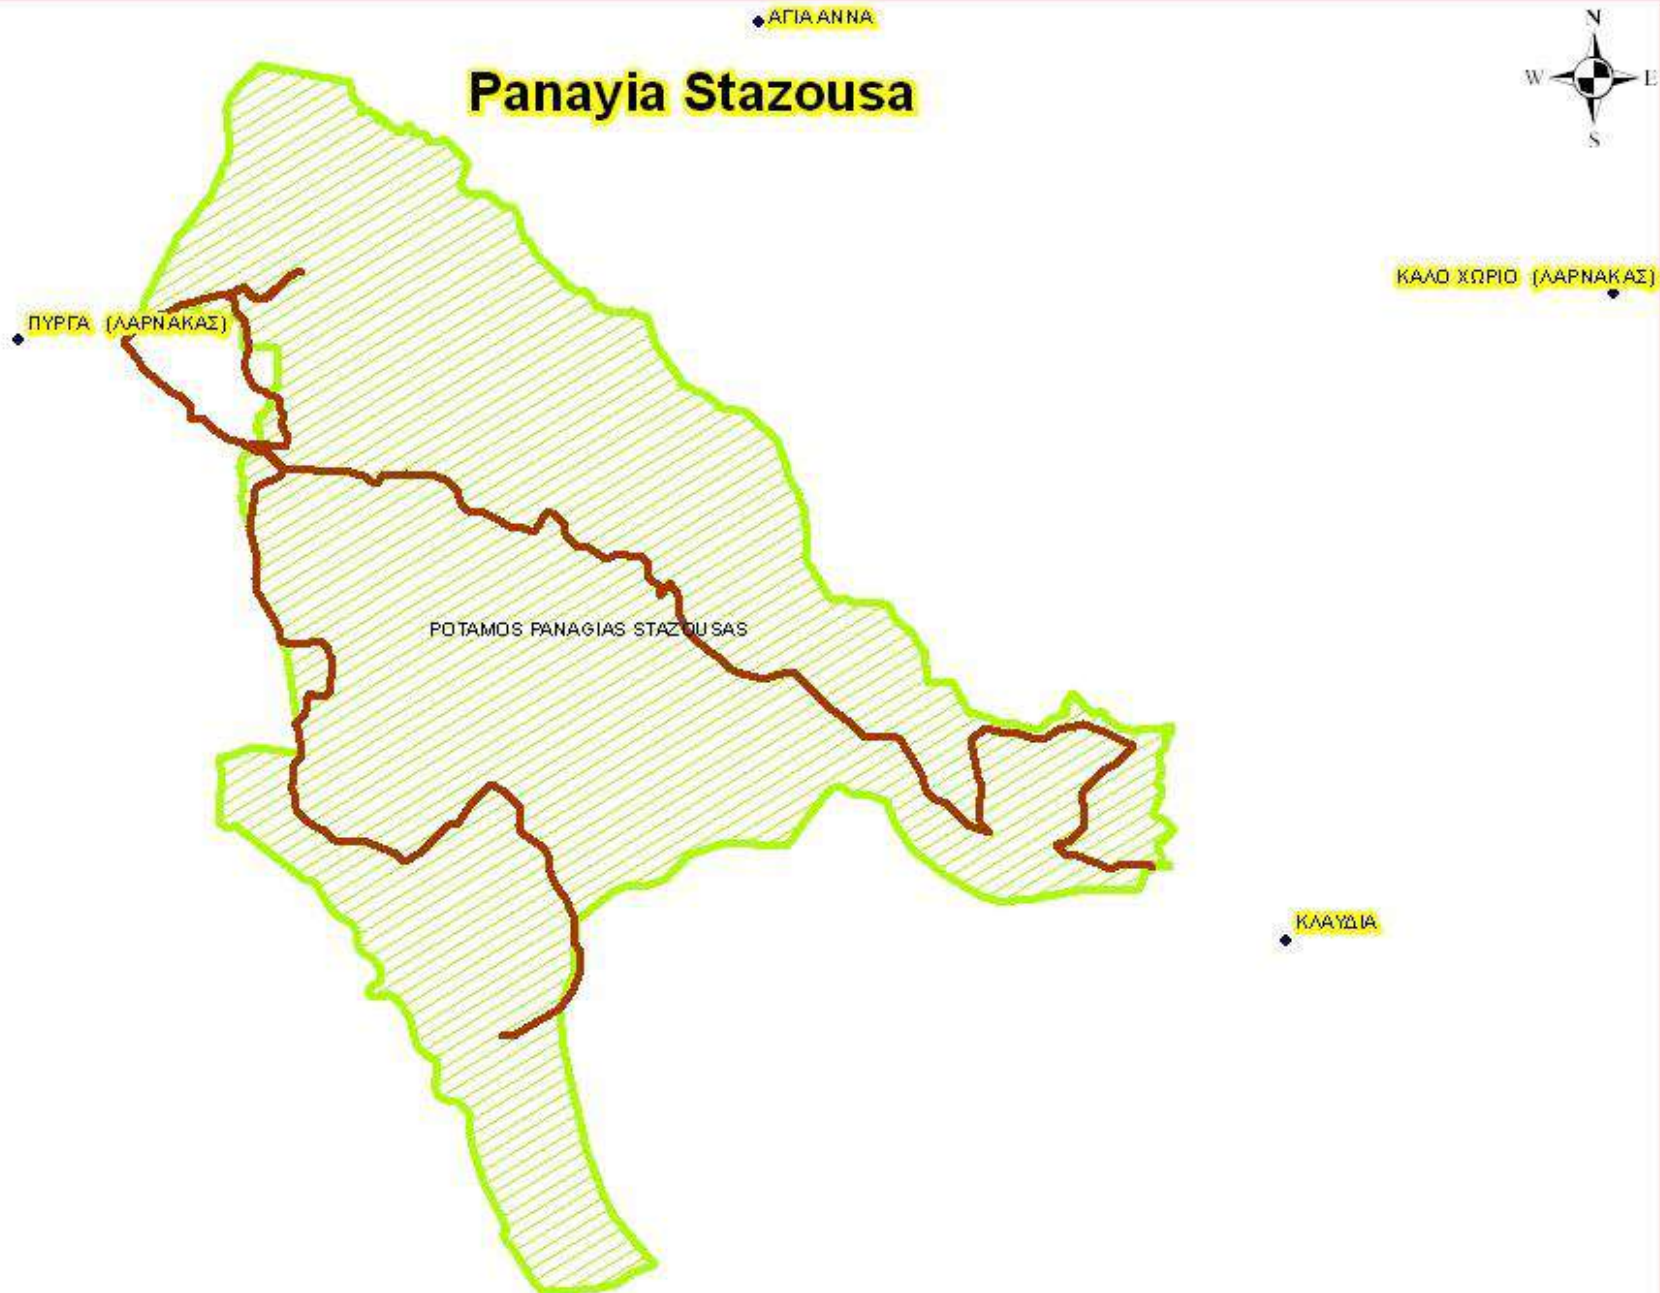 ΑΓΙΑ ΑΝΝΑ
N
Panayia Stazousa
W E
S
ΚΑΛΟ ΧΩΡΙΟ (ΛΑΡΝΑΚΑΣ)
ΠΥΡΓΑ (ΛΑΡΝΑΚΑΣ)
POTAMOS PANAGIAS STAZOUSAS
ΚΛΑΥΔΙΑ